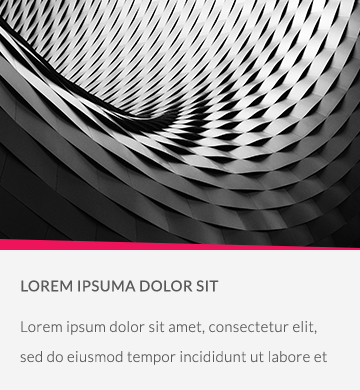 LOREM IPSUMA DOLOR SIT
Lorem ipsum dolor sit amet, consectetur elit,
sed do eiusmod tempor incididunt ut labore et